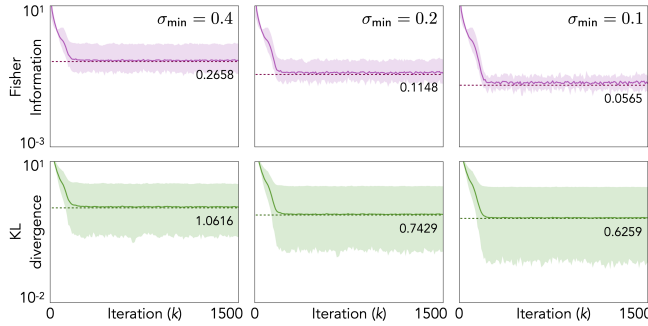 10¹
σmin = 0.4
σmin = 0.2
σmin = 0.1
Fisher
Information
0.2658
0.1148
0.0565
10⁻³
10¹
KL
divergence
1.0616
0.7429
0.6259
10⁻²
0 Iteration (k) 1500
0 Iteration (k) 1500
0 Iteration (k) 1500